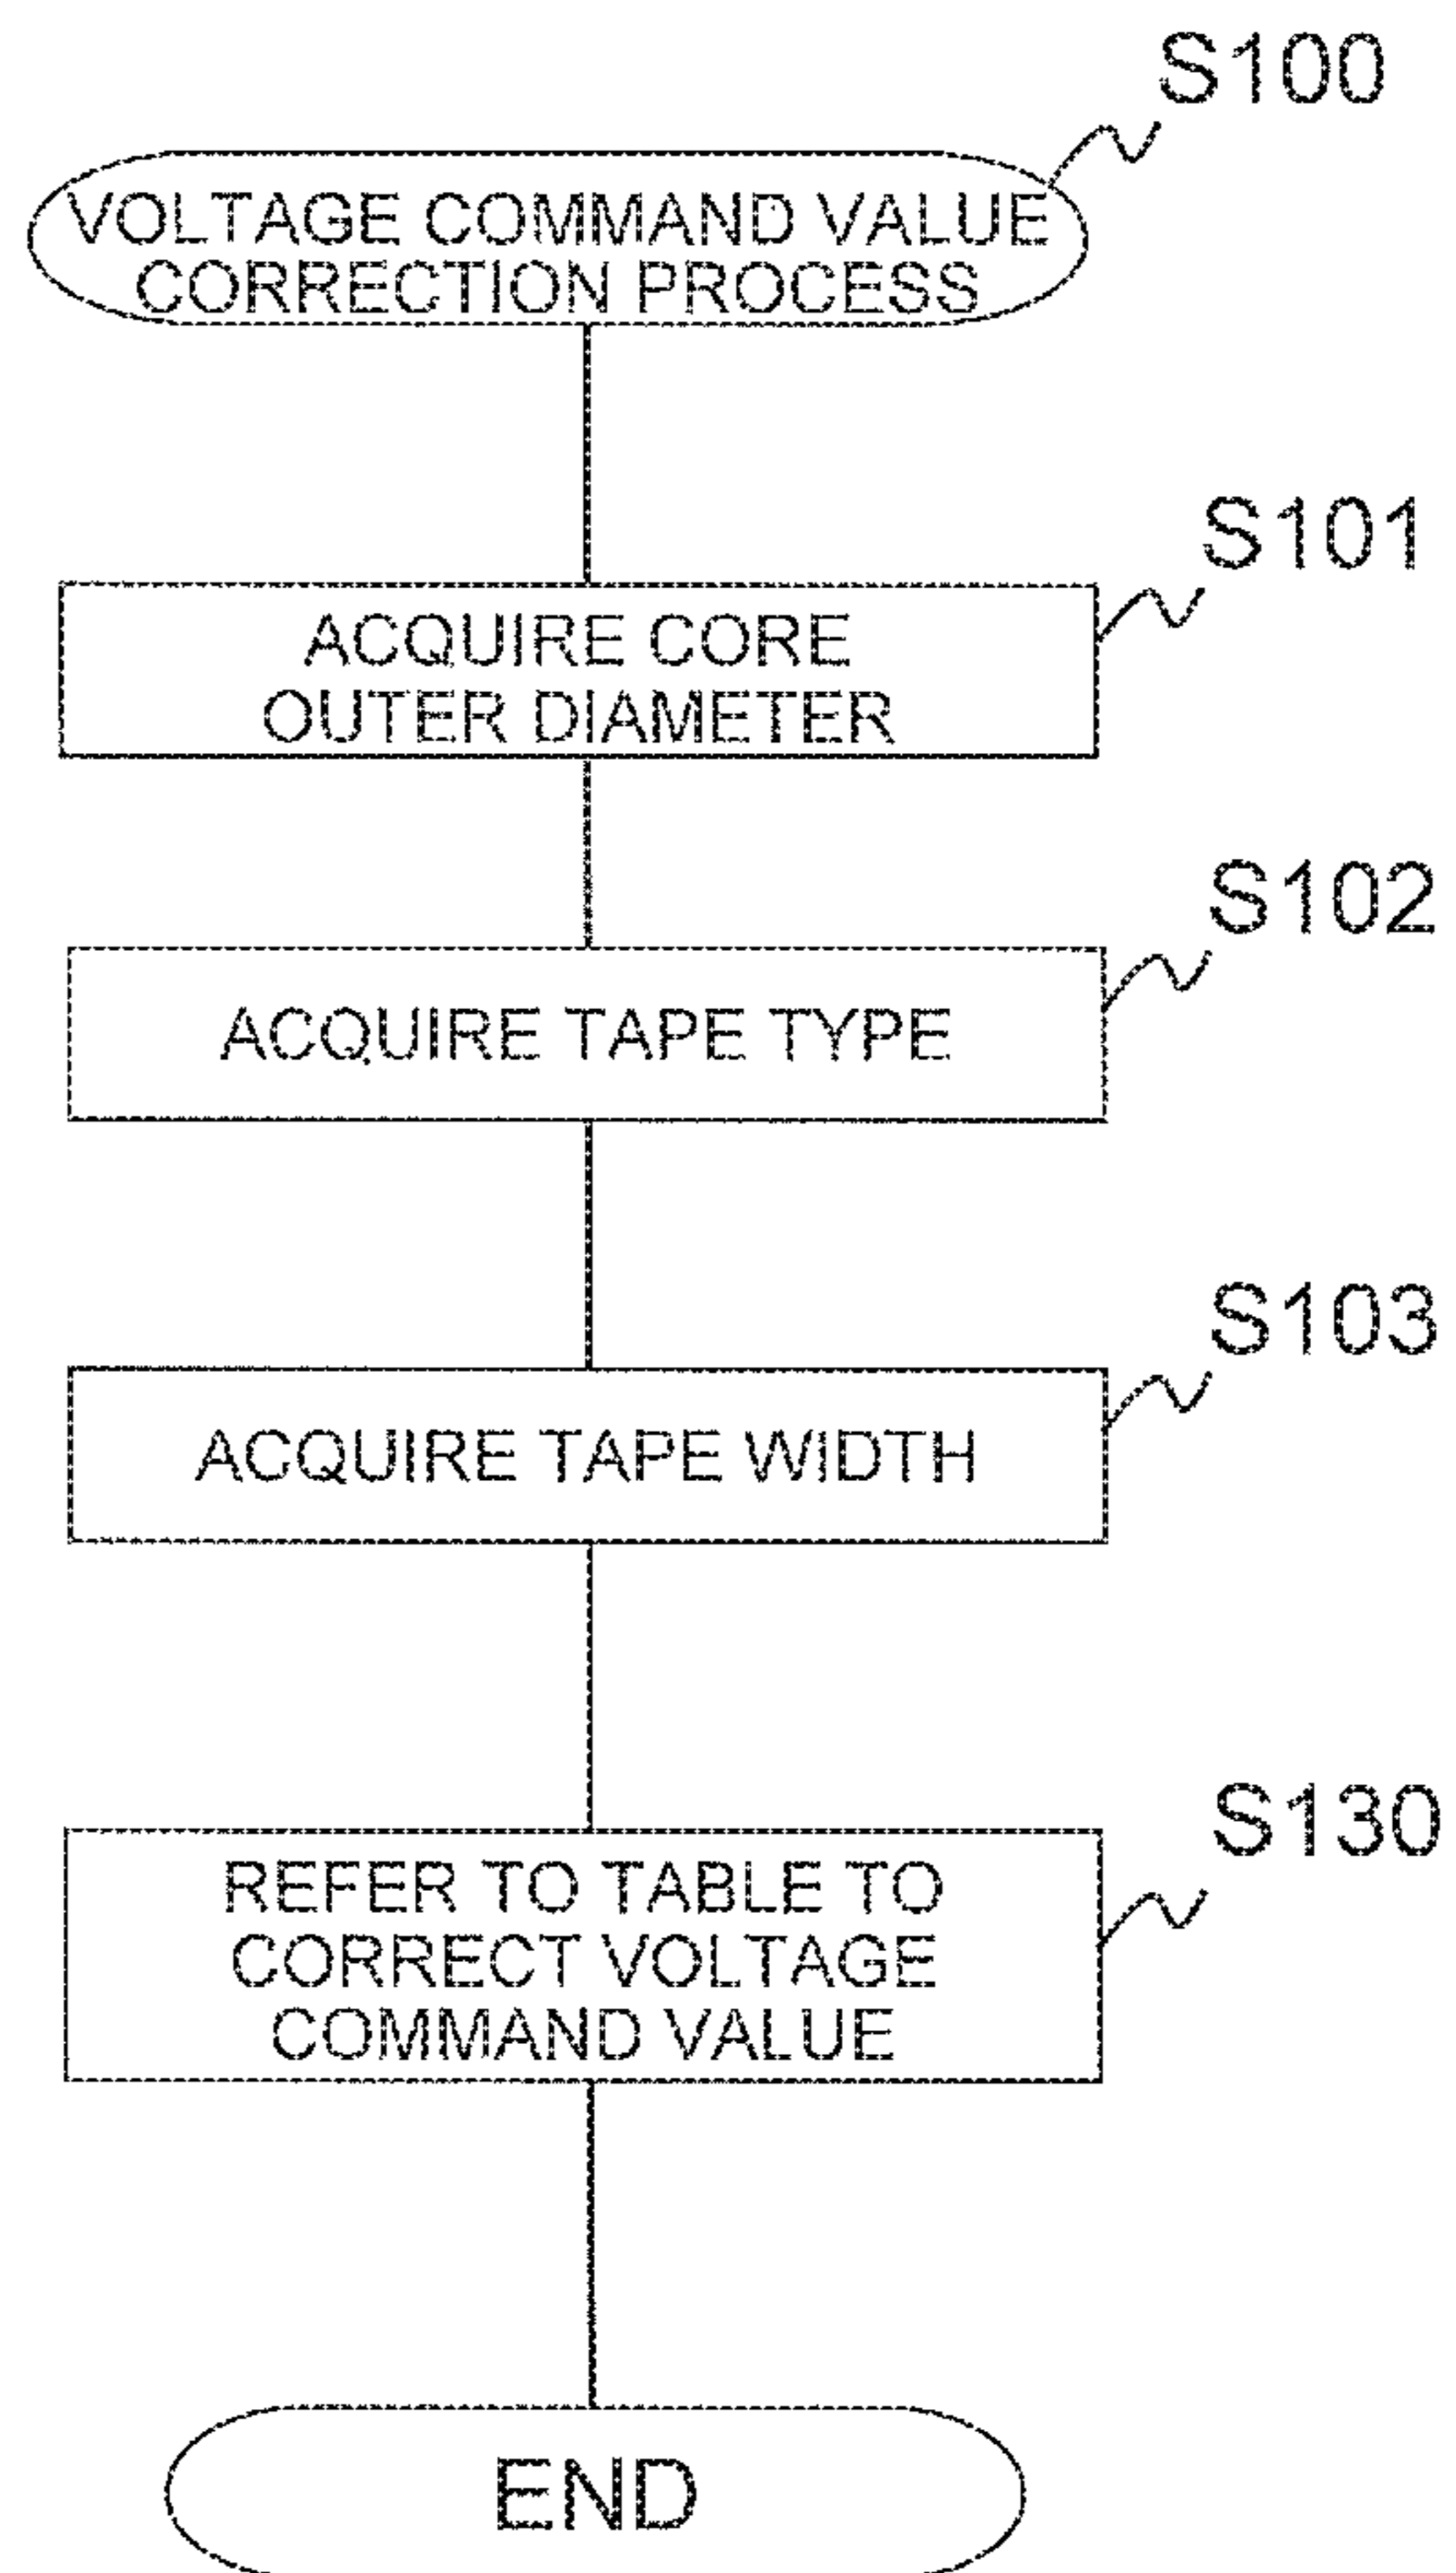 S100
VOLTAGE COMMAND VALUE
CORRECTION PROCESS
S101
ACQUIRE CORE
OUTER DIAMETER
S102
ACQUIRE TAPE TYPE
S103
ACQUIRE TAPE WIDTH
S130
REFER TO TABLE TO
CORRECT VOLTAGE
COMMAND VALUE
END